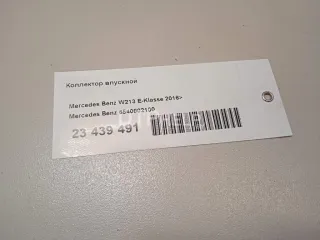 Коллектор впускной
Mercedes Benz W213 E-Klasse 2016>
Mercedes Benz
23 439 491